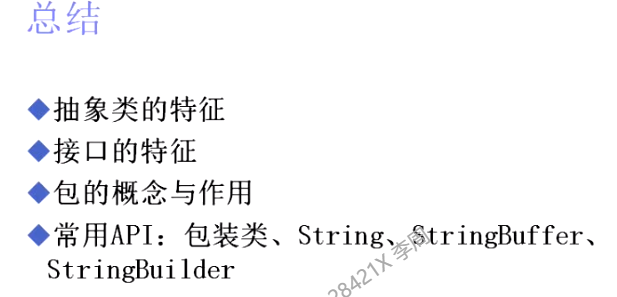 总结
抽象类的特征
接口的特征
包的概念与作用
常用API：包装类、String、StringBuffer、
StringBuilder
28421X 李周